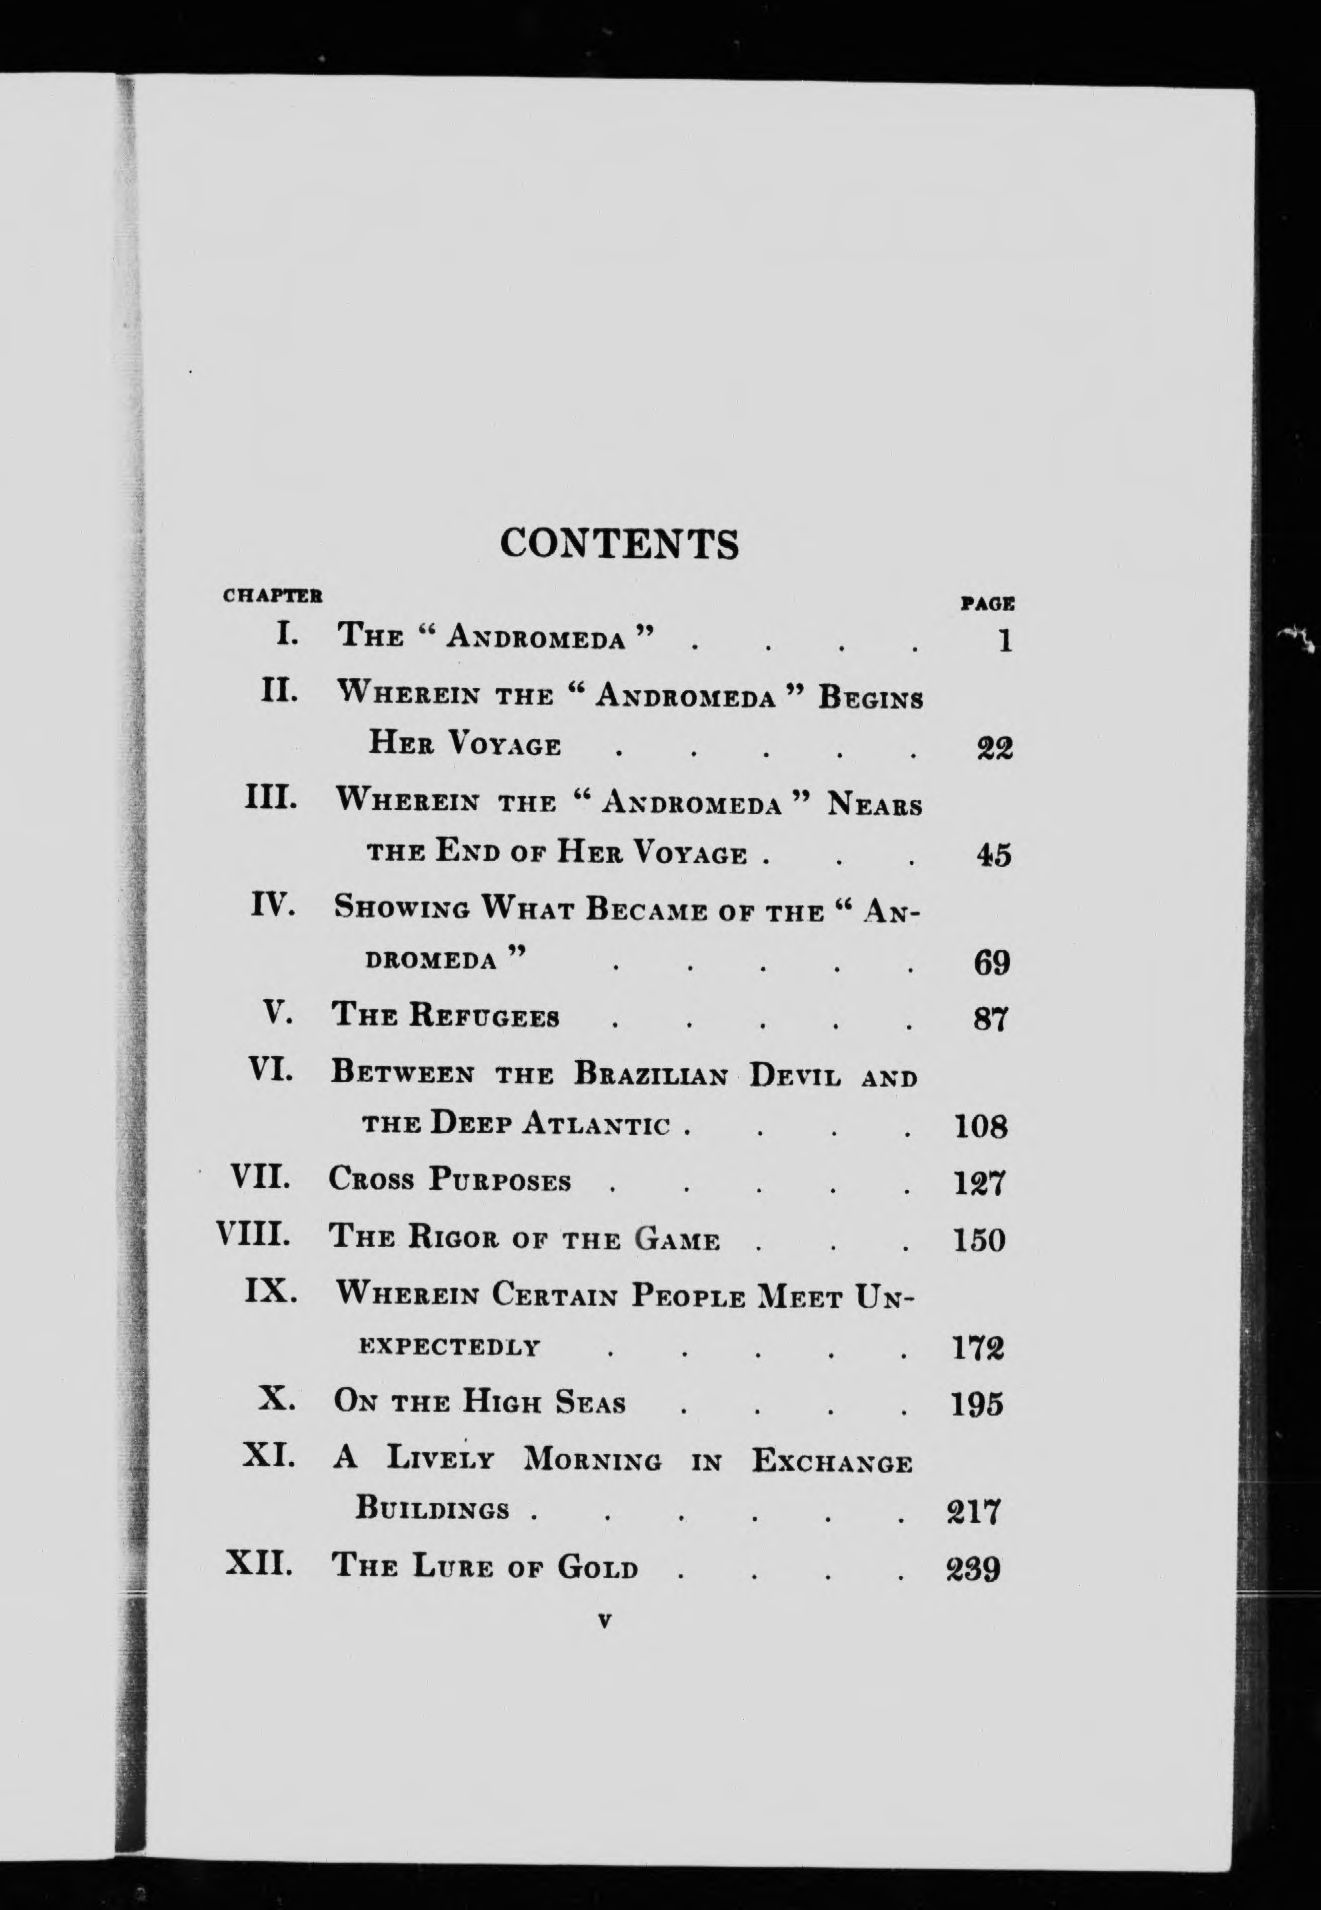 CONTENTS
CHAPTER PAGE
I. The “ Andromeda ” . . . . 1
II. Wherein the “ Andromeda ” Begins
Her Voyage . . . . . 22
III. Wherein the “ Andromeda ” Nears
the End of Her Voyage . . . 45
IV. Showing What Became of the “ An-
dromeda ” . . . . . 69
V. The Refugees . . . . . 87
VI. Between the Brazilian Devil and
the Deep Atlantic . . . . 108
VII. Cross Purposes . . . . . 127
VIII. The Rigor of the Game . . . 150
IX. Wherein Certain People Meet Un-
expectedly . . . . . 172
X. On the High Seas . . . . 195
XI. A Lively Morning in Exchange
Buildings . . . . . . 217
XII. The Lure of Gold . . . . 239
v